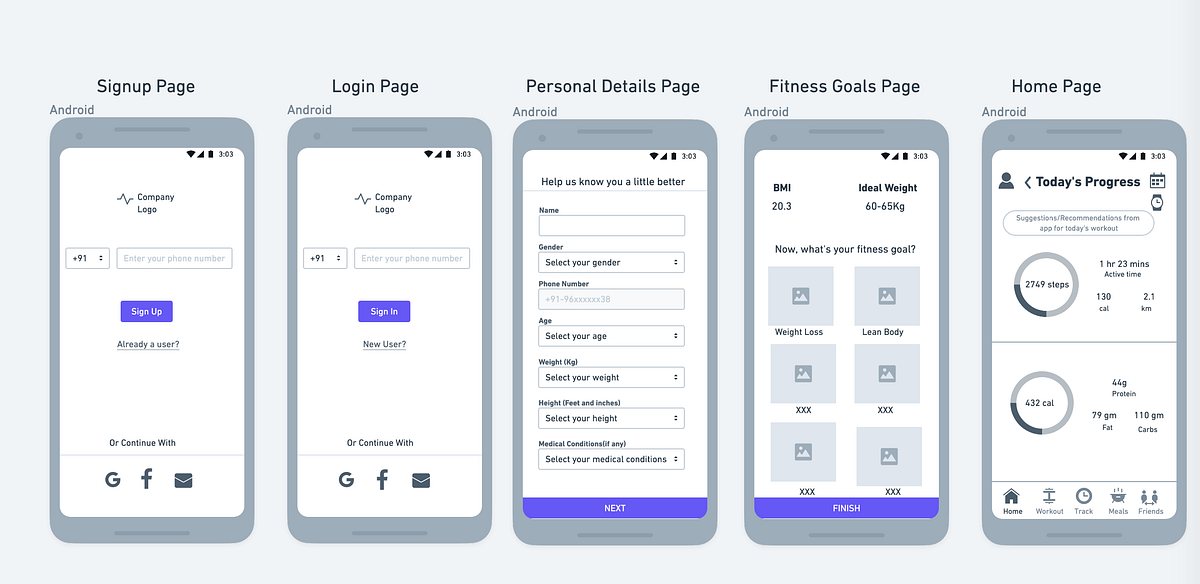 Signup Page
Android
3:03
Company
Logo
+91
Enter your phone number
Sign Up
Already a user?
Or Continue With
G f
Login Page
Android
3:03
Company
Logo
+91
Enter your phone number
Sign In
New User?
Or Continue With
G f
Personal Details Page
Android
3:03
Help us know you a little better
Name
Gender
Select your gender
Phone Number
+91-96xxxxxx38
Age
Select your age
Weight (Kg)
Select your weight
Height (Feet and inches)
Select your height
Medical Conditions(if any)
Select your medical conditions
NEXT
Fitness Goals Page
Android
3:03
BMI Ideal Weight
20.3 60-65Kg
Now, what's your fitness goal?
Weight Loss Lean Body
XXX XXX
XXX XXX
FINISH
Home Page
Android
3:03
Today's Progress
Suggestions/Recommendations from
app for today's workout
2749 steps
1 hr 23 mins
Active time
130 2.1
cal km
432 cal
44g
Protein
79 gm 110 gm
Fat Carbs
Home Workout Track Meals Friends